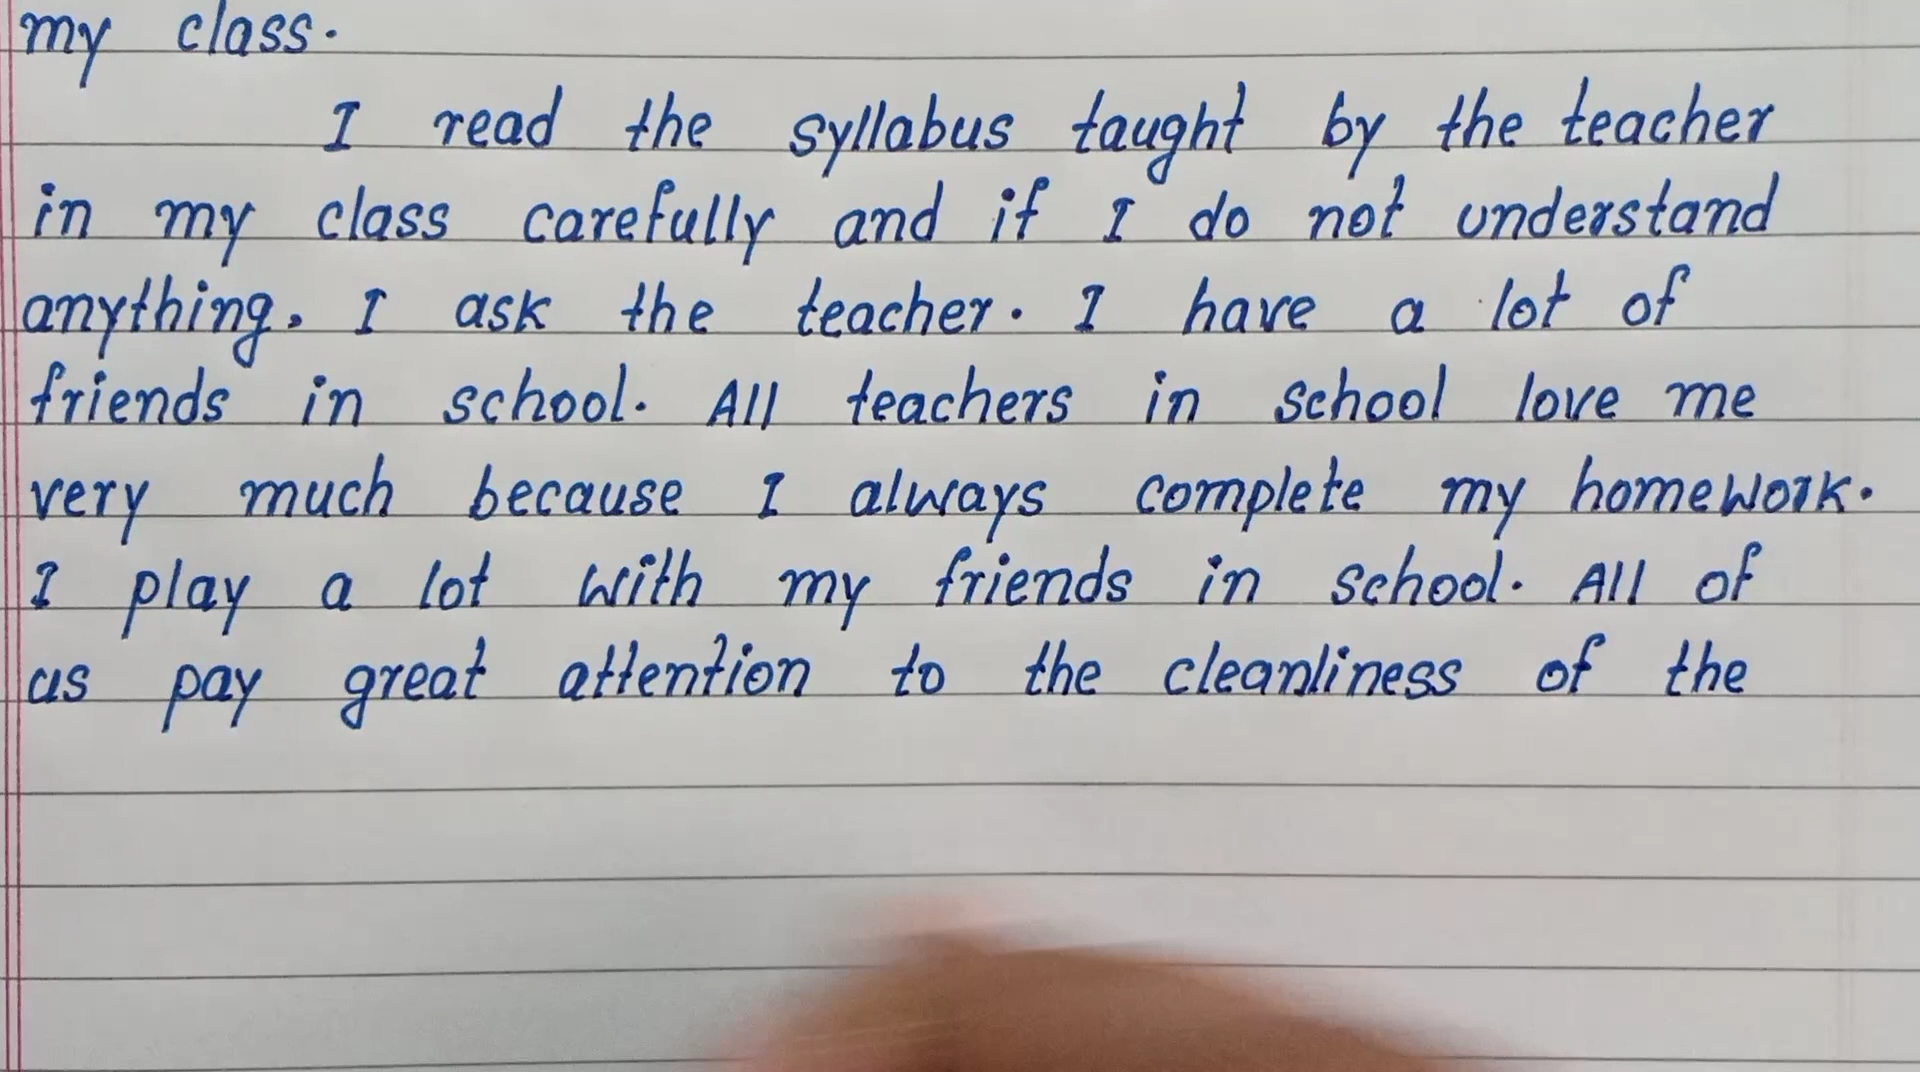 my class.
I read the syllabus taught by the teacher
in my class carefully and if I do not understand
anything, I ask the teacher. I have a lot of
friends in school. All teachers in school love me
very much because I always complete my homework.
I play a lot with my friends in school. All of
us pay great attention to the cleanliness of the